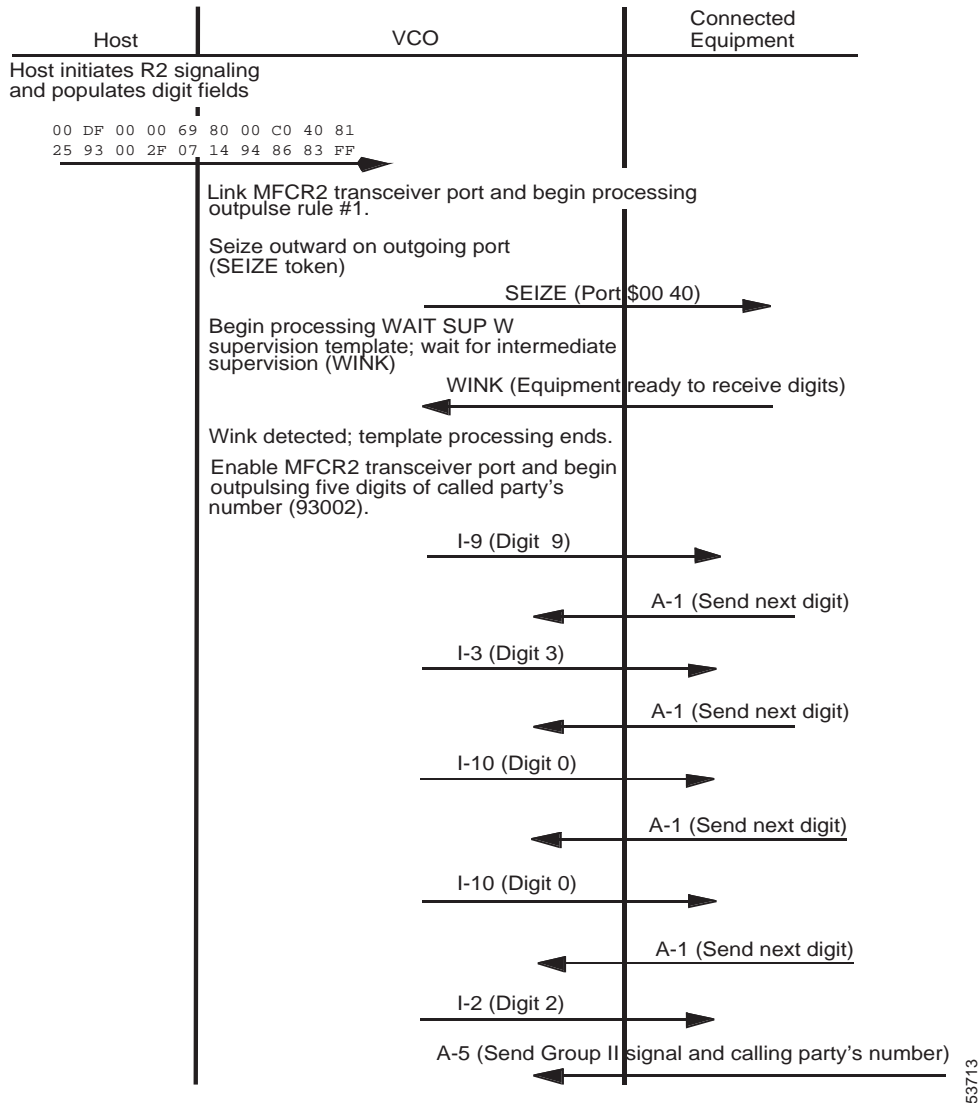 Host
VCO
Connected
Equipment
Host initiates R2 signaling
and populates digit fields
00 DF 00 00 69 80 00 C0 40 81
25 93 00 2F 07 14 94 86 83 FF
Link MFCR2 transceiver port and begin processing
outpulse rule #1.
Seize outward on outgoing port
(SEIZE token)
SEIZE (Port $00 40)
Begin processing WAIT SUP W
supervision template; wait for intermediate
supervision (WINK)
WINK (Equipment ready to receive digits)
Wink detected; template processing ends.
Enable MFCR2 transceiver port and begin
outpulsing five digits of called party's
number (93002).
I-9 (Digit 9)
A-1 (Send next digit)
I-3 (Digit 3)
A-1 (Send next digit)
I-10 (Digit 0)
A-1 (Send next digit)
I-10 (Digit 0)
A-1 (Send next digit)
I-2 (Digit 2)
A-5 (Send Group II signal and calling party's number)
53713